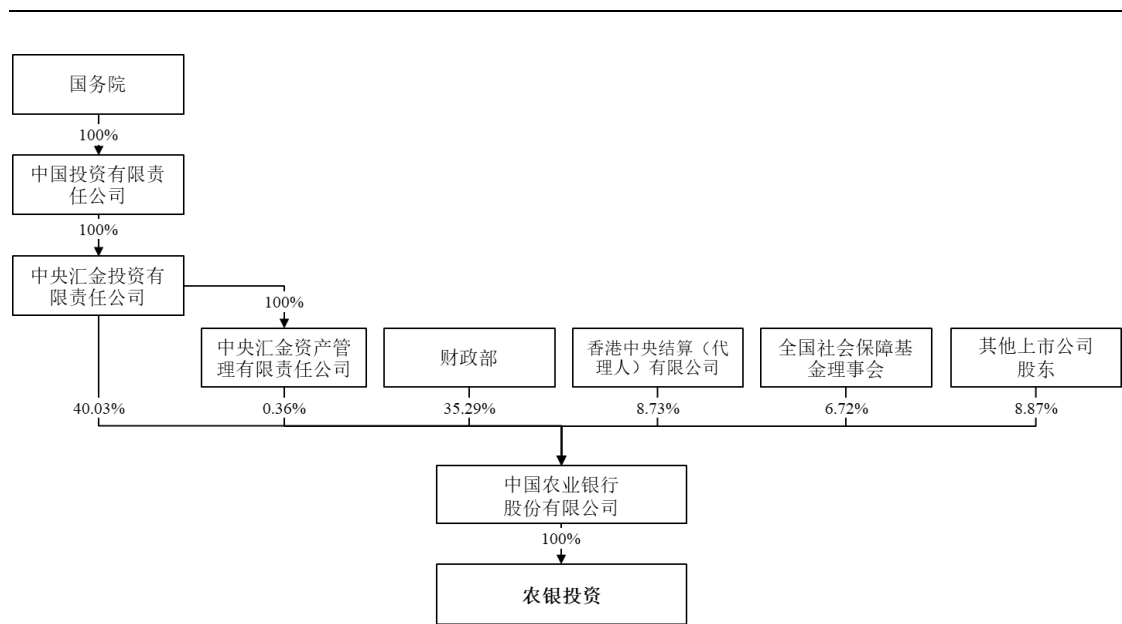 国务院
100%
中国投资有限责
任公司
100%
中央汇金投资有
限责任公司
100%
中央汇金资产管
理有限责任公司
财政部
香港中央结算（代
理人）有限公司
全国社会保障基
金理事会
其他上市公司
股东
40.03%
0.36%
35.29%
8.73%
6.72%
8.87%
中国农业银行
股份有限公司
100%
农银投资